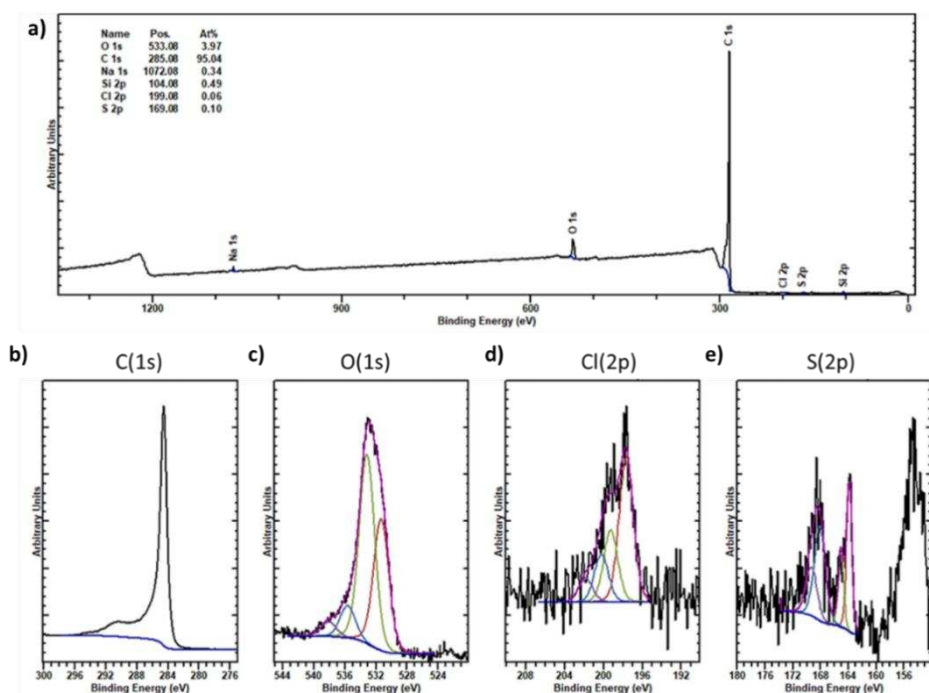 a)
Name Pos. At%
O 1s 533.08 3.97
C 1s 285.08 95.04
Na 1s 1072.08 0.34
Si 2p 104.08 0.49
Cl 2p 199.08 0.06
S 2p 169.08 0.10
C 1s
O 1s
Na 1s
Cl 2p
S 2p
Si 2p
Arbitrary Units
1200 900 600 300 0
Binding Energy (eV)
b) C(1s)
Arbitrary Units
300 296 292 288 284 280 276
Binding Energy (eV)
c) O(1s)
Arbitrary Units
544 540 536 532 528 524
Binding Energy (eV)
d) Cl(2p)
Arbitrary Units
208 204 200 196 192
Binding Energy (eV)
e) S(2p)
Arbitrary Units
180 176 172 168 164 160 156
Binding Energy (eV)